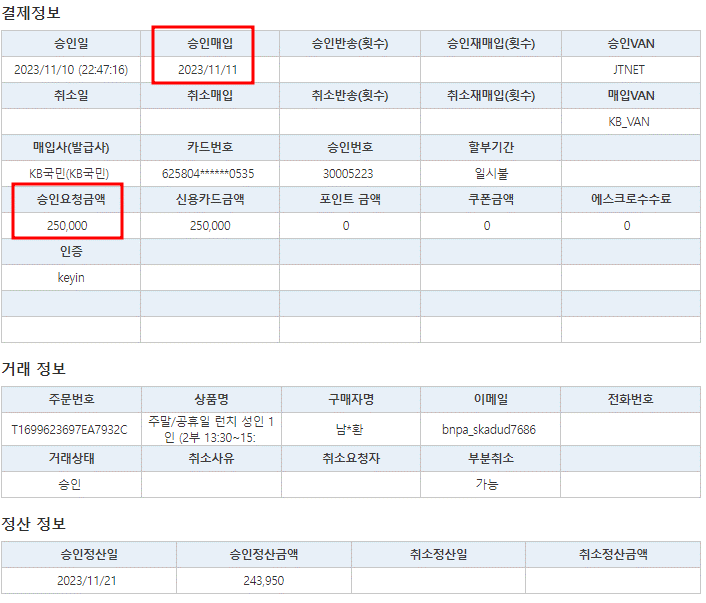 결제정보
승인일 승인매입 승인반송(횟수) 승인재매입(횟수) 승인VAN
2023/11/10 (22:47:16) 2023/11/11 JTNET
취소일 취소매입 취소반송(횟수) 취소재매입(횟수) 매입VAN
KB_VAN
매입사(발급사) 카드번호 승인번호 할부기간
KB국민(KB국민) 625804******0535 30005223 일시불
승인요청금액 신용카드금액 포인트 금액 쿠폰금액 에스크로수수료
250,000 250,000 0 0 0
인증
keyin
거래 정보
주문번호 상품명 구매자명 이메일 전화번호
T1699623697EA7932C 주말/공휴일 런치 성인 1 남*환 bnpa_skadud7686
인 (2부 13:30~15:
거래상태 취소사유 취소요청자 부분취소
승인 가능
정산 정보
승인정산일 승인정산금액 취소정산일 취소정산금액
2023/11/21 243,950